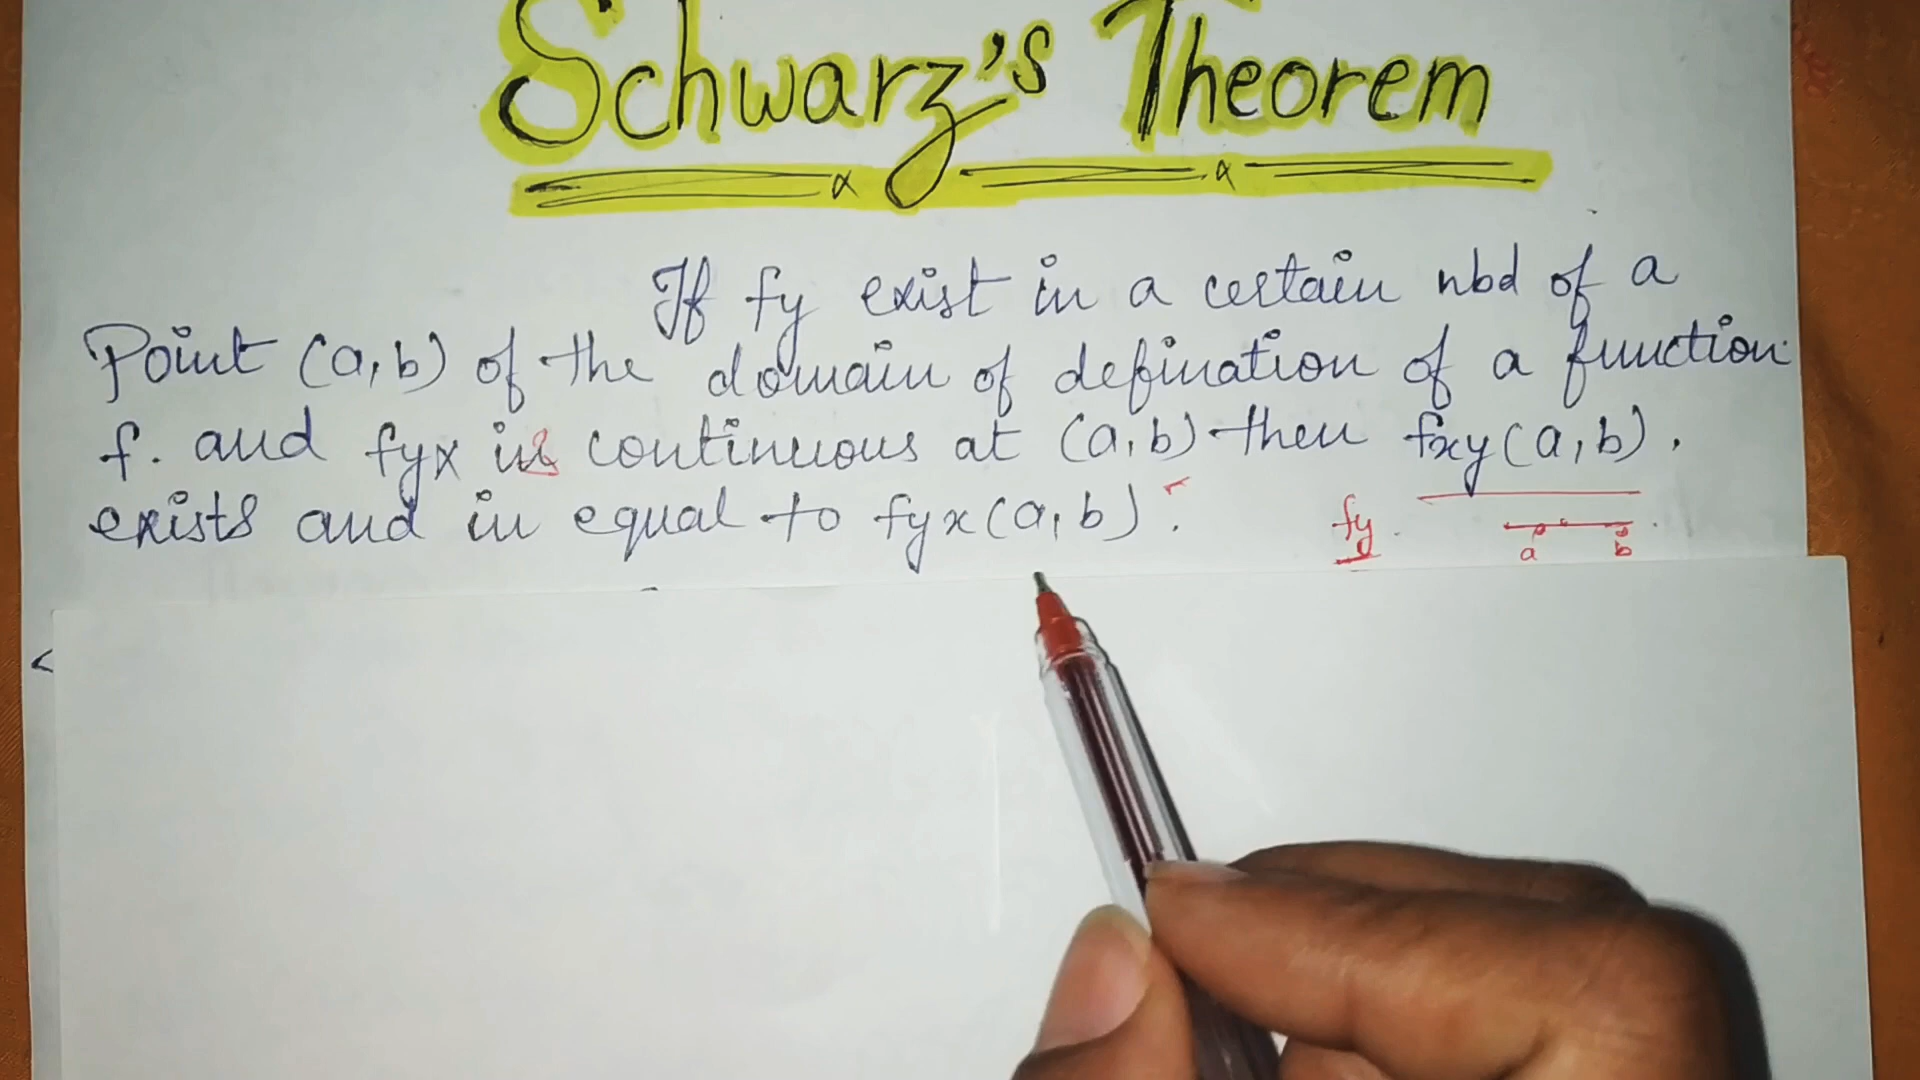 Schwarz's Theorem
If fy exist in a certain nbd of a
Point (a,b) of the domain of defination of a function
f. and fyx is continuous at (a,b) then fxy(a,b).
exists and in equal to fyx(a,b).
fy.
a b